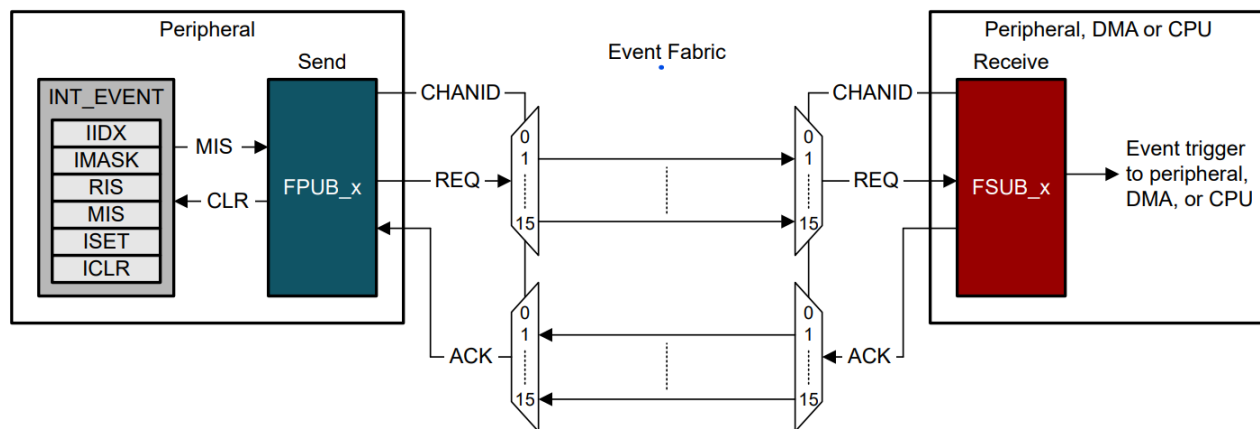 Peripheral
Send
INT_EVENT
IIDX
IMASK
RIS
MIS
ISET
ICLR
MIS
CLR
FPUB_x
CHANID
REQ
ACK
Event Fabric
0
1
15
0
1
15
0
1
15
0
1
15
Peripheral, DMA or CPU
Receive
CHANID
REQ
ACK
FSUB_x
Event trigger
to peripheral,
DMA, or CPU